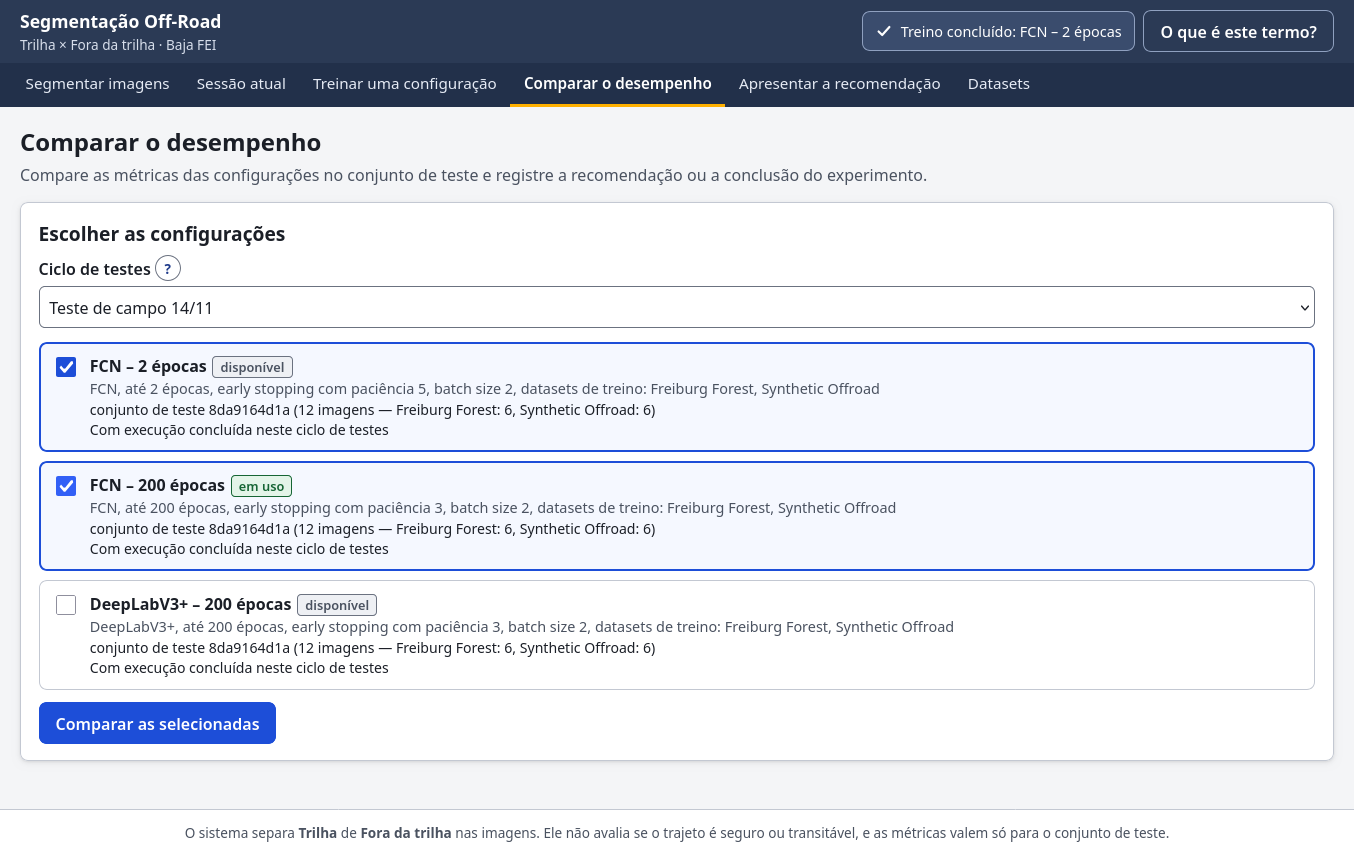 Segmentação Off-Road
Trilha × Fora da trilha · Baja FEI
Treino concluído: FCN – 2 épocas
O que é este termo?
Segmentar imagens
Sessão atual
Treinar uma configuração
Comparar o desempenho
Apresentar a recomendação
Datasets
Comparar o desempenho
Compare as métricas das configurações no conjunto de teste e registre a recomendação ou a conclusão do experimento.
Escolher as configurações
Ciclo de testes ?
Teste de campo 14/11
FCN – 2 épocas disponível
FCN, até 2 épocas, early stopping com paciência 5, batch size 2, datasets de treino: Freiburg Forest, Synthetic Offroad
conjunto de teste 8da9164d1a (12 imagens — Freiburg Forest: 6, Synthetic Offroad: 6)
Com execução concluída neste ciclo de testes
FCN – 200 épocas em uso
FCN, até 200 épocas, early stopping com paciência 3, batch size 2, datasets de treino: Freiburg Forest, Synthetic Offroad
conjunto de teste 8da9164d1a (12 imagens — Freiburg Forest: 6, Synthetic Offroad: 6)
Com execução concluída neste ciclo de testes
DeepLabV3+ – 200 épocas disponível
DeepLabV3+, até 200 épocas, early stopping com paciência 3, batch size 2, datasets de treino: Freiburg Forest, Synthetic Offroad
conjunto de teste 8da9164d1a (12 imagens — Freiburg Forest: 6, Synthetic Offroad: 6)
Com execução concluída neste ciclo de testes
Comparar as selecionadas
O sistema separa Trilha de Fora da trilha nas imagens. Ele não avalia se o trajeto é seguro ou transitável, e as métricas valem só para o conjunto de teste.